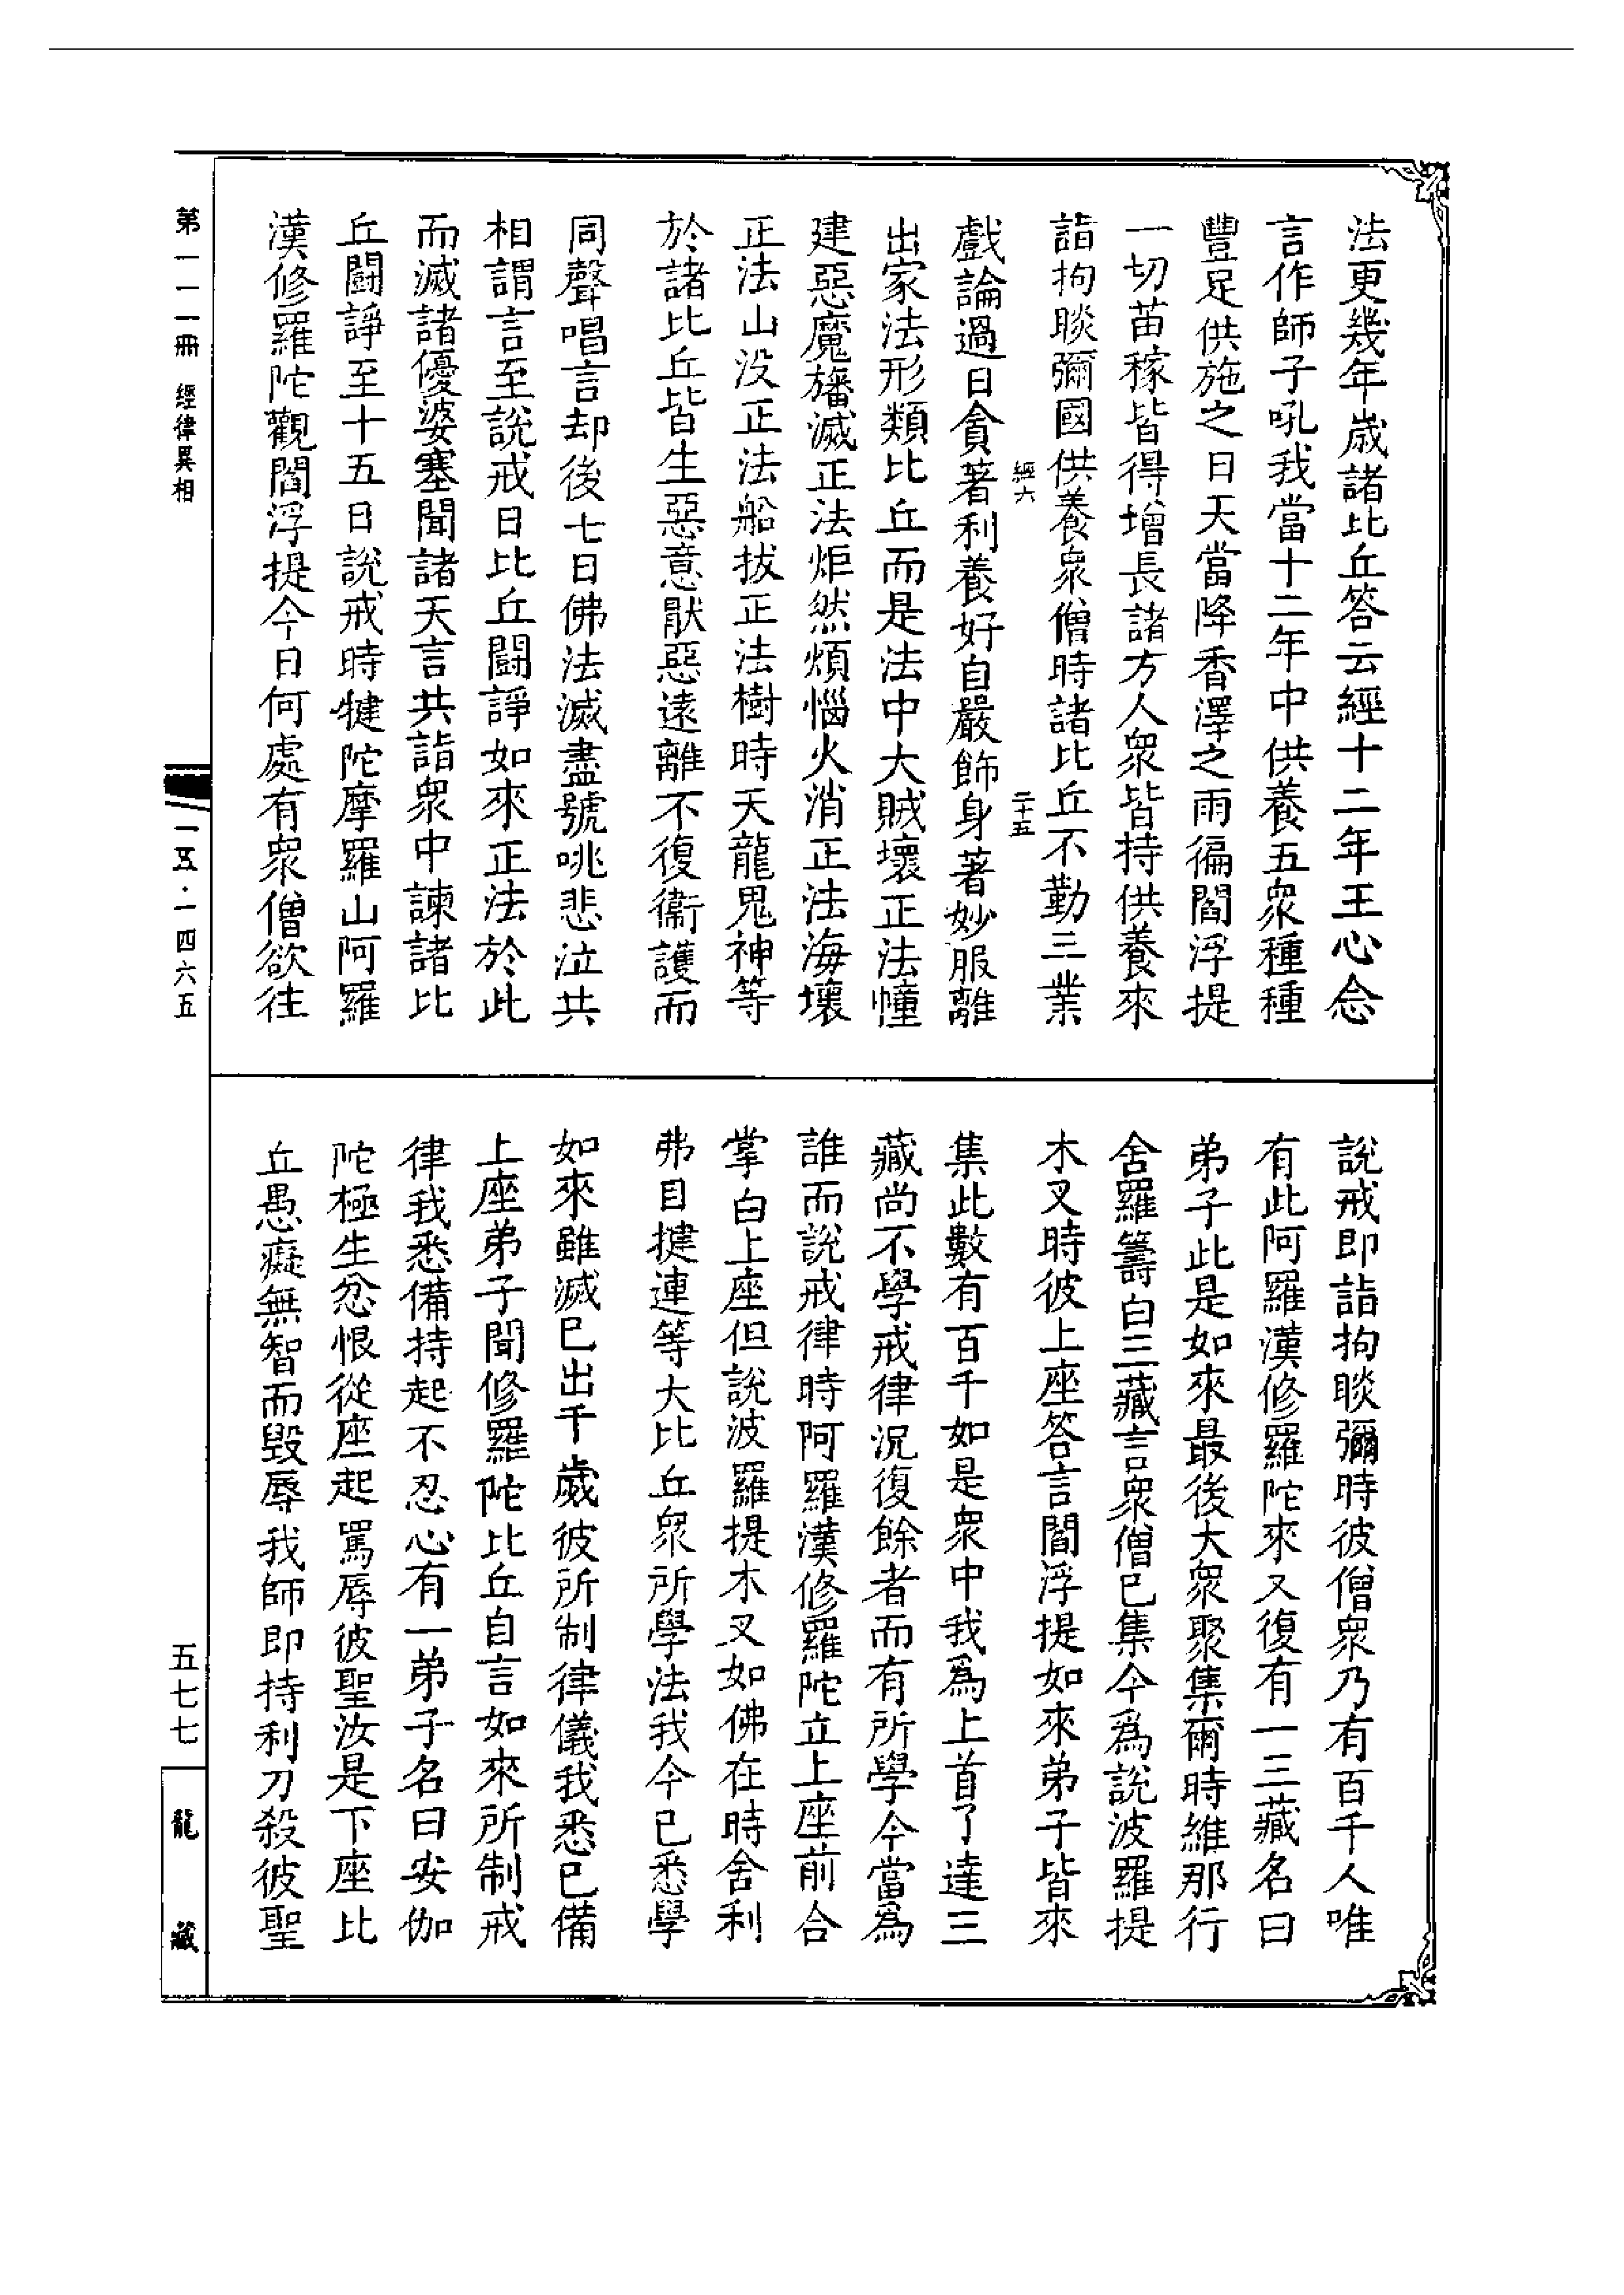 法更幾年歲諸比丘答云經十二年王心念
言作師子吼我當十二年中供養五衆種種
豐足供施之日天當降香澤之雨徧閻浮提
一切苗稼皆得增長諸方人衆皆持供養來
詣拘睒彌國供養衆僧時諸比丘不勤三業
經六 二十五
戲論過日貪著利養好自嚴飾身著妙服離
出家法形類比丘而是法中大賊壞正法幢
建惡魔旛滅正法炬然煩惱火消正法海壞
正法山没正法船拔正法樹時天龍鬼神等
於諸比丘皆生惡意猒惡遠離不復衞護而
同聲唱言却後七日佛法滅盡號咷悲泣共
相謂言至說戒日比丘鬭諍如來正法於此
而滅諸優婆塞聞諸天言共詣衆中諫諸比
丘鬭諍至十五日說戒時犍陀摩羅山阿羅
漢修羅陀觀閻浮提今日何處有衆僧欲往
說戒即詣拘睒彌時彼僧衆乃有百千人唯
有此阿羅漢修羅陀來又復有一三藏名曰
弟子此是如來最後大衆聚集爾時維那行
舍羅籌白三藏言衆僧已集今爲說波羅提
木叉時彼上座答言閻浮提如來弟子皆來
集此數有百千如是衆中我爲上首了達三
藏尚不學戒律況復餘者而有所學今當爲
誰而說戒律時阿羅漢修羅陀立上座前合
掌白上座但說波羅提木叉如佛在時舍利
弗目揵連等大比丘衆所學法我今已悉學
如來雖滅已出千歲彼所制律儀我悉已備
上座弟子聞修羅陀比丘自言如來所制戒
律我悉備持起不忍心有一弟子名曰安伽
陀極生忿恨從座起罵辱彼聖汝是下座比
丘愚癡無智而毀辱我師即持利刀殺彼聖
第一一一冊 經律異相
一五·一四六五
五七七
龍藏